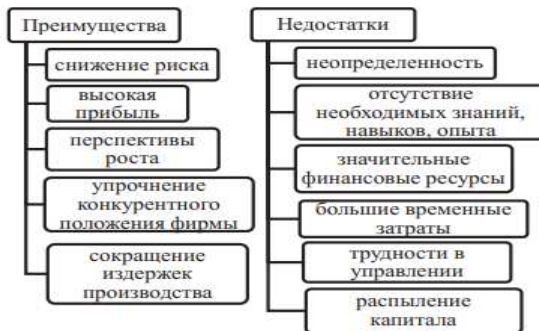 Преимущества
снижение риска
высокая
прибыль
перспективы
роста
упрочнение
конкурентного
положения фирмы
сокращение
издержек
производства
Недостатки
неопределенность
отсутствие
необходимых знаний,
навыков, опыта
значительные
финансовые ресурсы
большие временные
затраты
трудности в
управлении
распыление
капитала